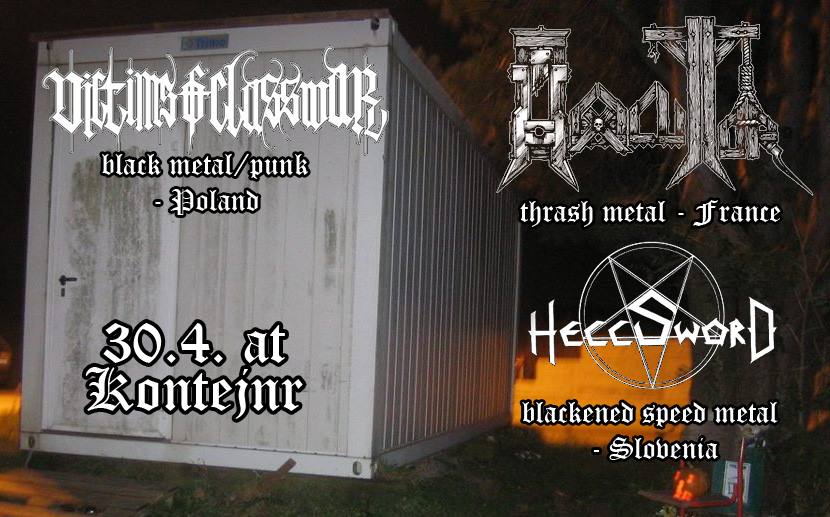 Victims of Classwar
black metal/punk
- Poland
thrash metal - France
HellSword
blackened speed metal
- Slovenia
30.4. at
Kontejnr